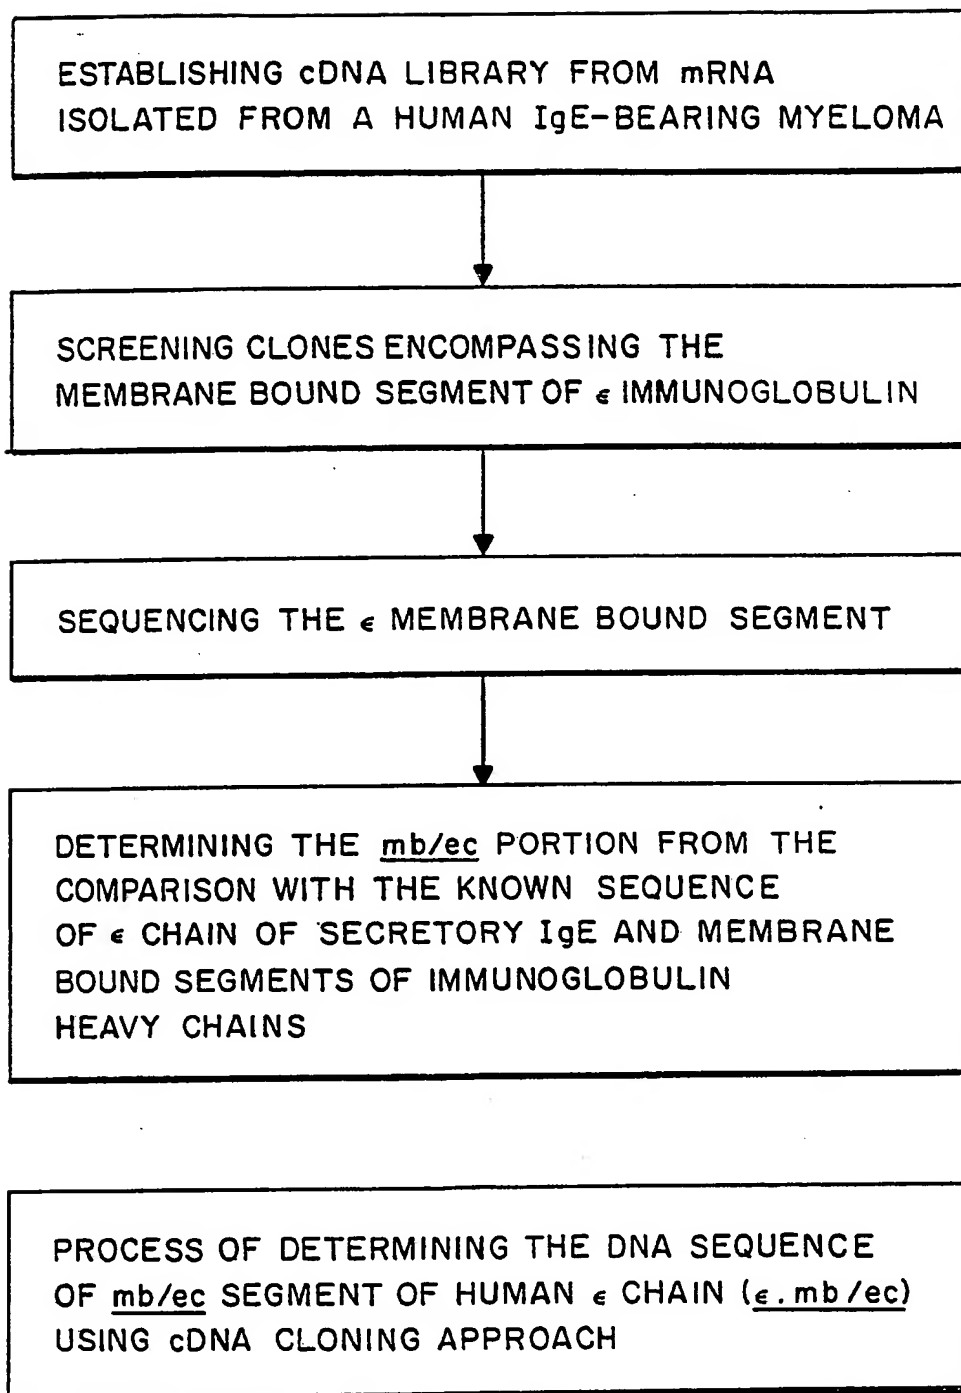 ESTABLISHING cDNA LIBRARY FROM mRNA
ISOLATED FROM A HUMAN IgE-BEARING MYELOMA
SCREENING CLONES ENCOMPASSING THE
MEMBRANE BOUND SEGMENT OF ϵ IMMUNOGLOBULIN
SEQUENCING THE ϵ MEMBRANE BOUND SEGMENT
DETERMINING THE mb/ec PORTION FROM THE
COMPARISON WITH THE KNOWN SEQUENCE
OF ϵ CHAIN OF SECRETORY IgE AND MEMBRANE
BOUND SEGMENTS OF IMMUNOGLOBULIN
HEAVY CHAINS
PROCESS OF DETERMINING THE DNA SEQUENCE
OF mb/ec SEGMENT OF HUMAN ϵ CHAIN (ϵ.mb/ec)
USING cDNA CLONING APPROACH